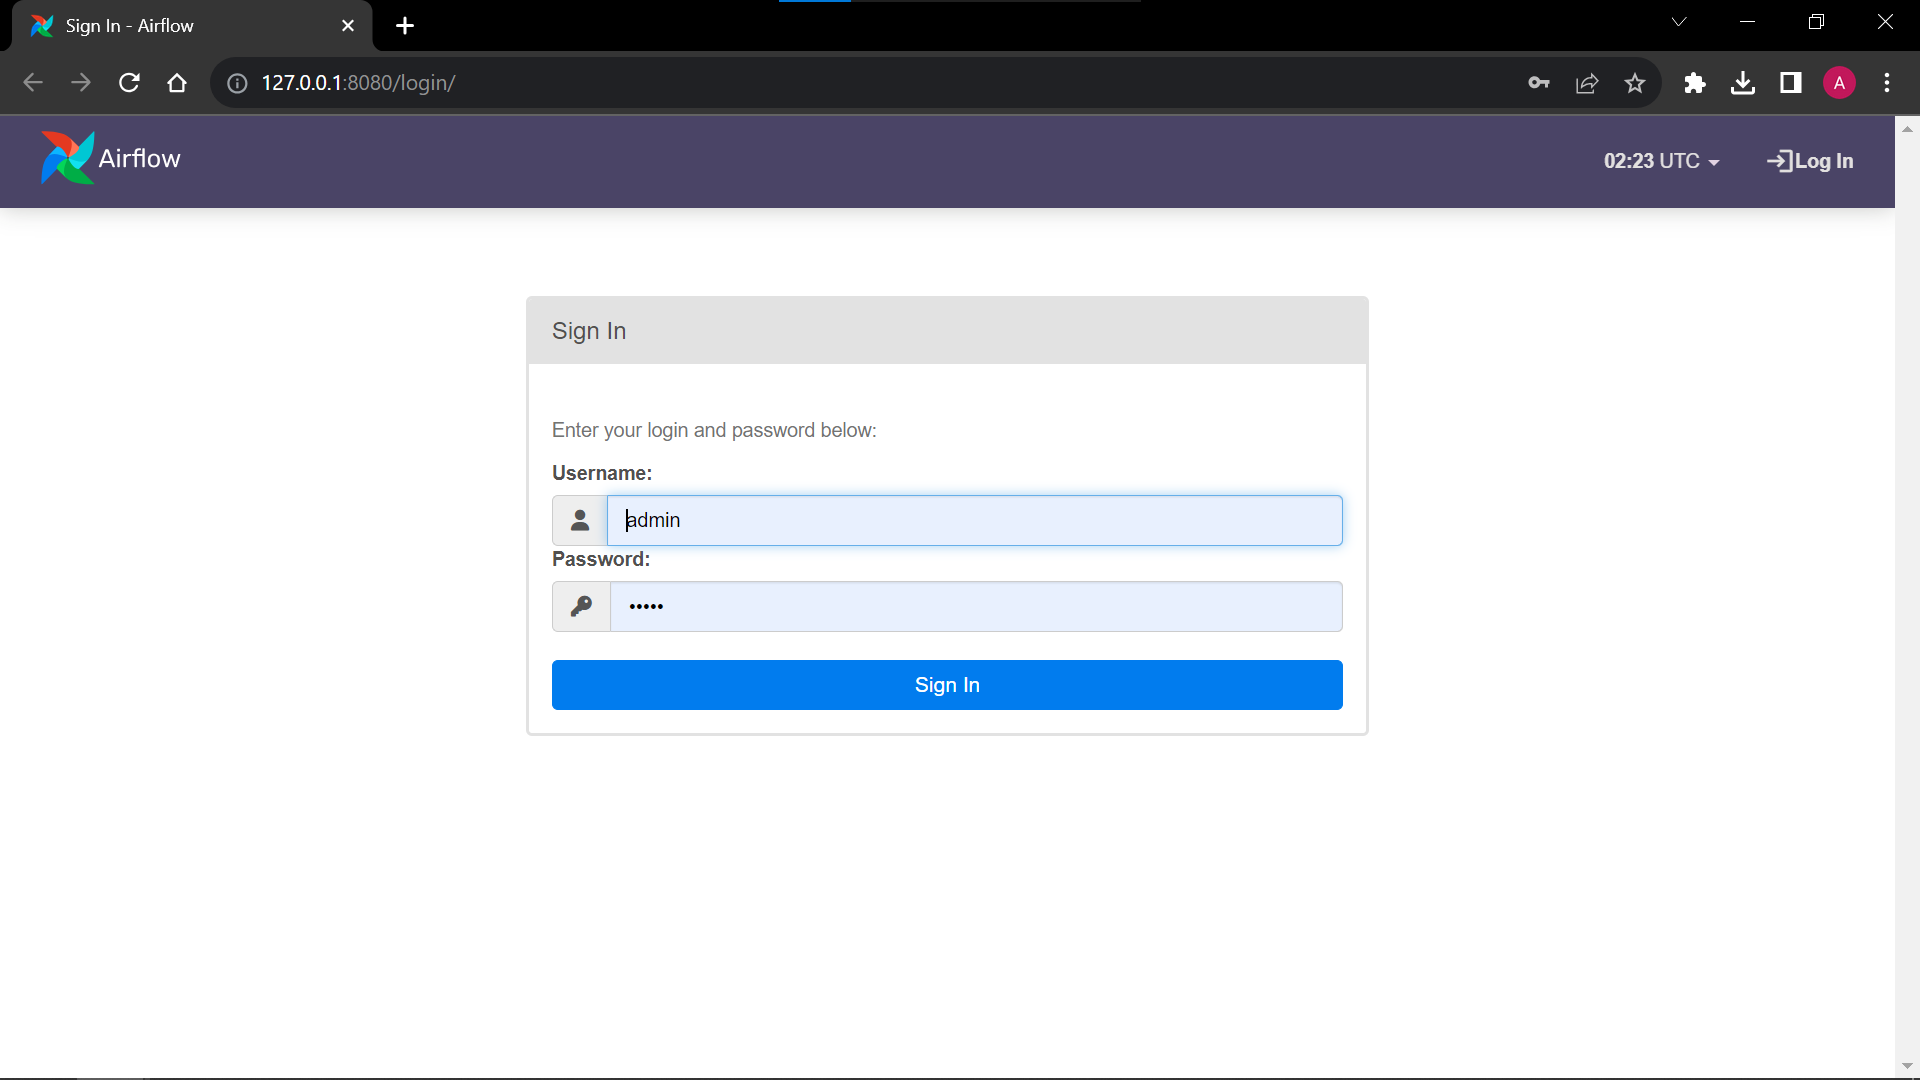 Sign In - Airflow
127.0.0.1:8080/login/
A
Airflow
02:23 UTC
Log In
Sign In
Enter your login and password below:
Username:
admin
Password:
•••••
Sign In